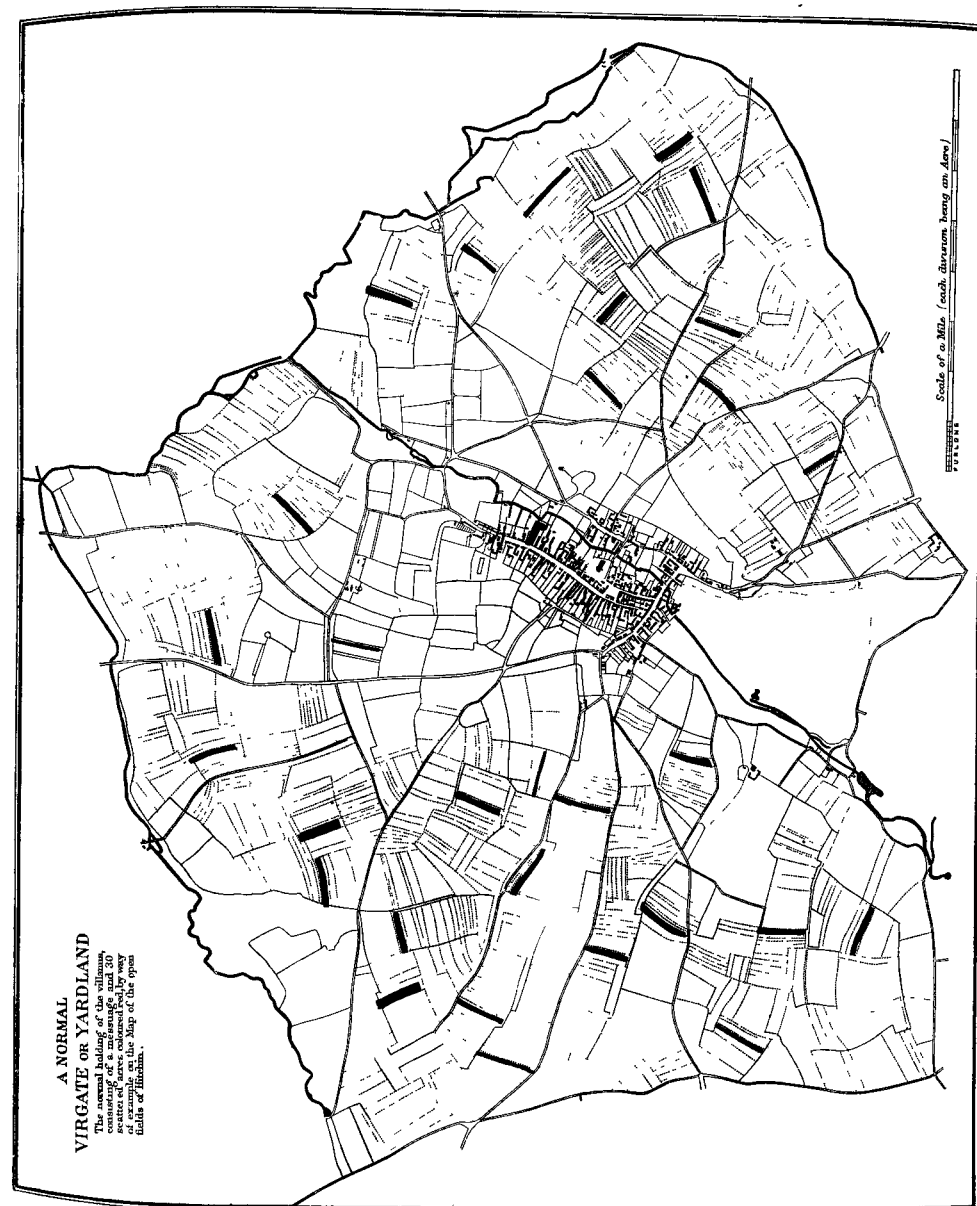 A NORMAL
VIRGATE OR YARDLAND
The normal holding of the villanus,
consisting of a messuage and 30
scattered acres coloured red, by way
of example on the Map of the open
fields of Hitchin.
Scale of a Mile (each division being an Acre)
FURLONG